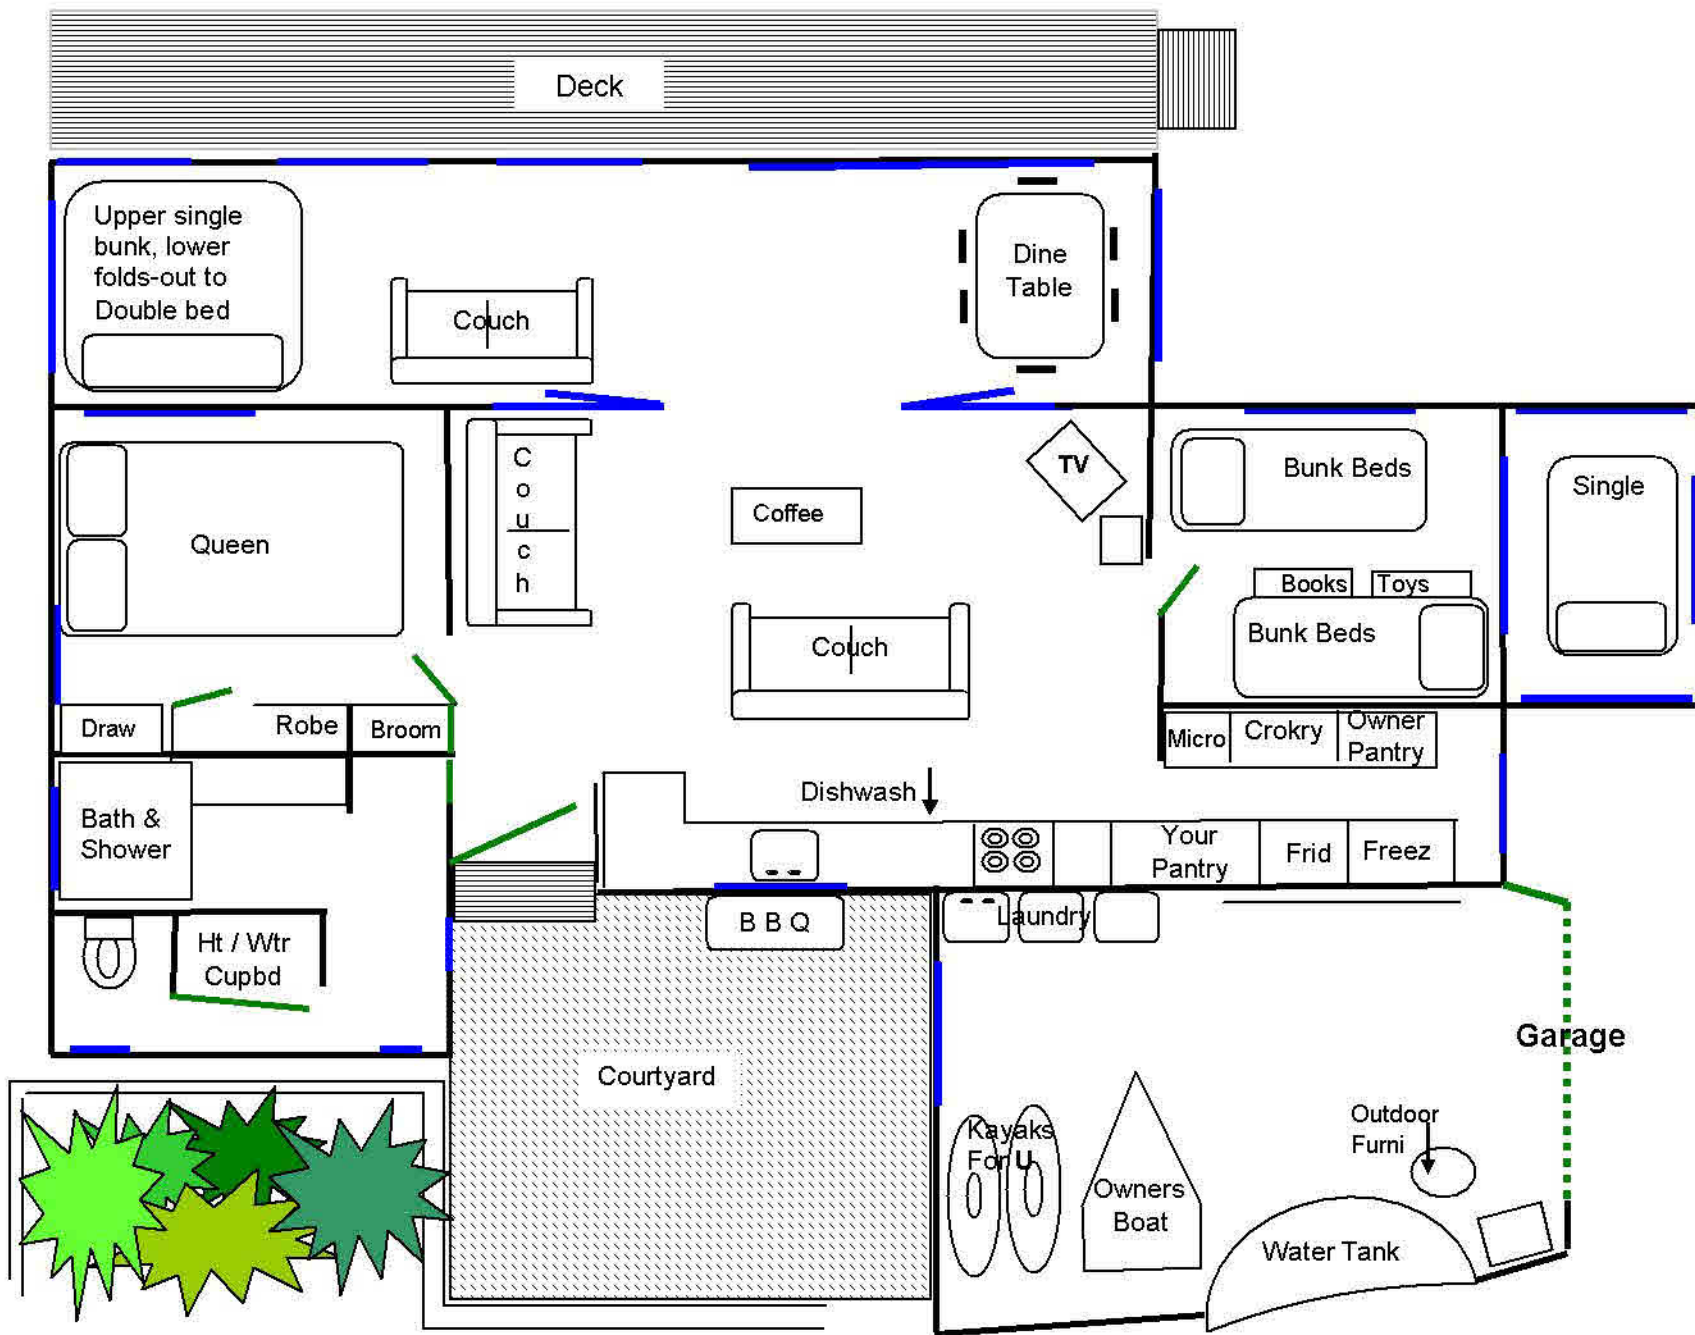 Deck
Upper single
bunk, lower
folds-out to
Double bed
Couch
Dine
Table
C
o
u
c
h
TV
Coffee
Queen
Couch
Bunk Beds
Books
Toys
Bunk Beds
Single
Draw
Robe
Broom
Micro
Crokry
Owner
Pantry
Dishwash
Bath &
Shower
Your
Pantry
Frid
Freez
Ht / Wtr
Cupbd
B B Q
Laundry
Garage
Courtyard
Kayaks
For U
Owners
Boat
Outdoor
Furni
Water Tank